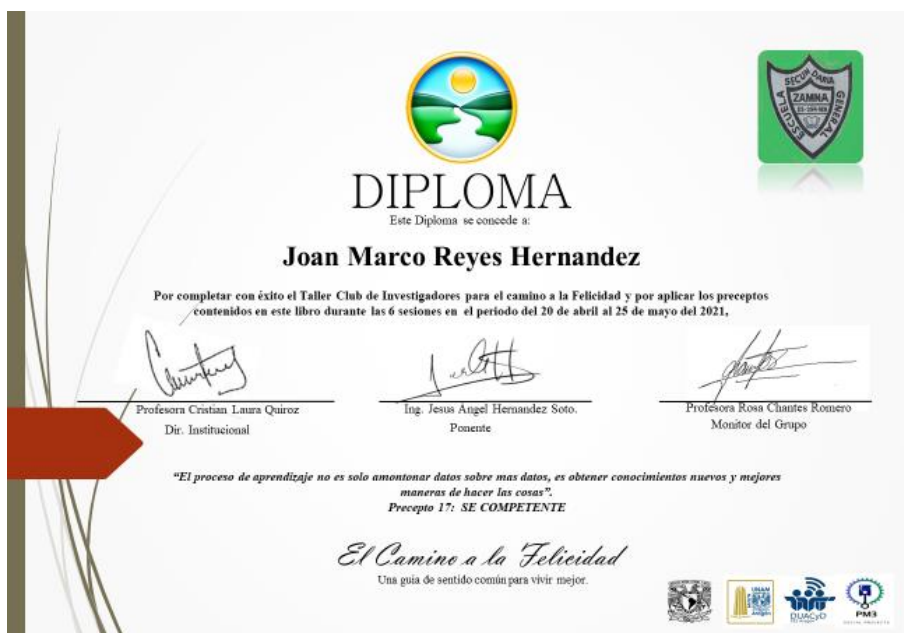 ESCUELA SECUNDARIA GENERAL
ZAMNA
DIPLOMA
Este Diploma se concede a:
Joan Marco Reyes Hernandez
Por completar con éxito el Taller Club de Investigadores para el camino a la Felicidad y por aplicar los preceptos
contenidos en este libro durante las 6 sesiones en el periodo del 20 de abril al 25 de mayo del 2021,
Profesora Cristian Laura Quiroz
Dir. Institucional
Ing. Jesus Angel Hernandez Soto.
Ponente
Profesora Rosa Chantes Romero
Monitor del Grupo
“El proceso de aprendizaje no es solo amontonar datos sobre mas datos, es obtener conocimientos nuevos y mejores
maneras de hacer las cosas”.
Precepto 17: SE COMPETENTE
El Camino a la Felicidad
Una guia de sentido común para vivir mejor.
UNAM
DUACyD
PM3